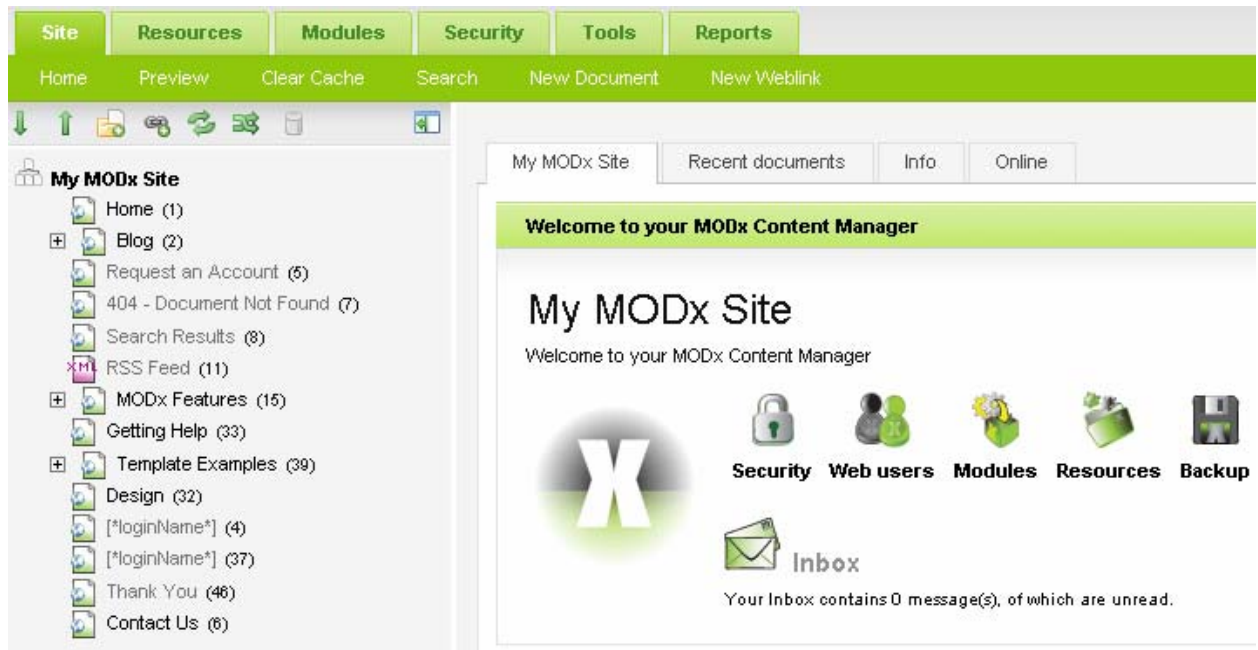 Site Resources Modules Security Tools Reports
Home Preview Clear Cache Search New Document New Weblink
My MODx Site
Home (1)
Blog (2)
Request an Account (5)
404 - Document Not Found (7)
Search Results (8)
XML RSS Feed (11)
MODx Features (15)
Getting Help (33)
Template Examples (39)
Design (32)
[*loginName*] (4)
[*loginName*] (37)
Thank You (46)
Contact Us (6)
My MODx Site Recent documents Info Online
Welcome to your MODx Content Manager
My MODx Site
Welcome to your MODx Content Manager
X
Security Web users Modules Resources Backup
Inbox
Your Inbox contains 0 message(s), of which are unread.